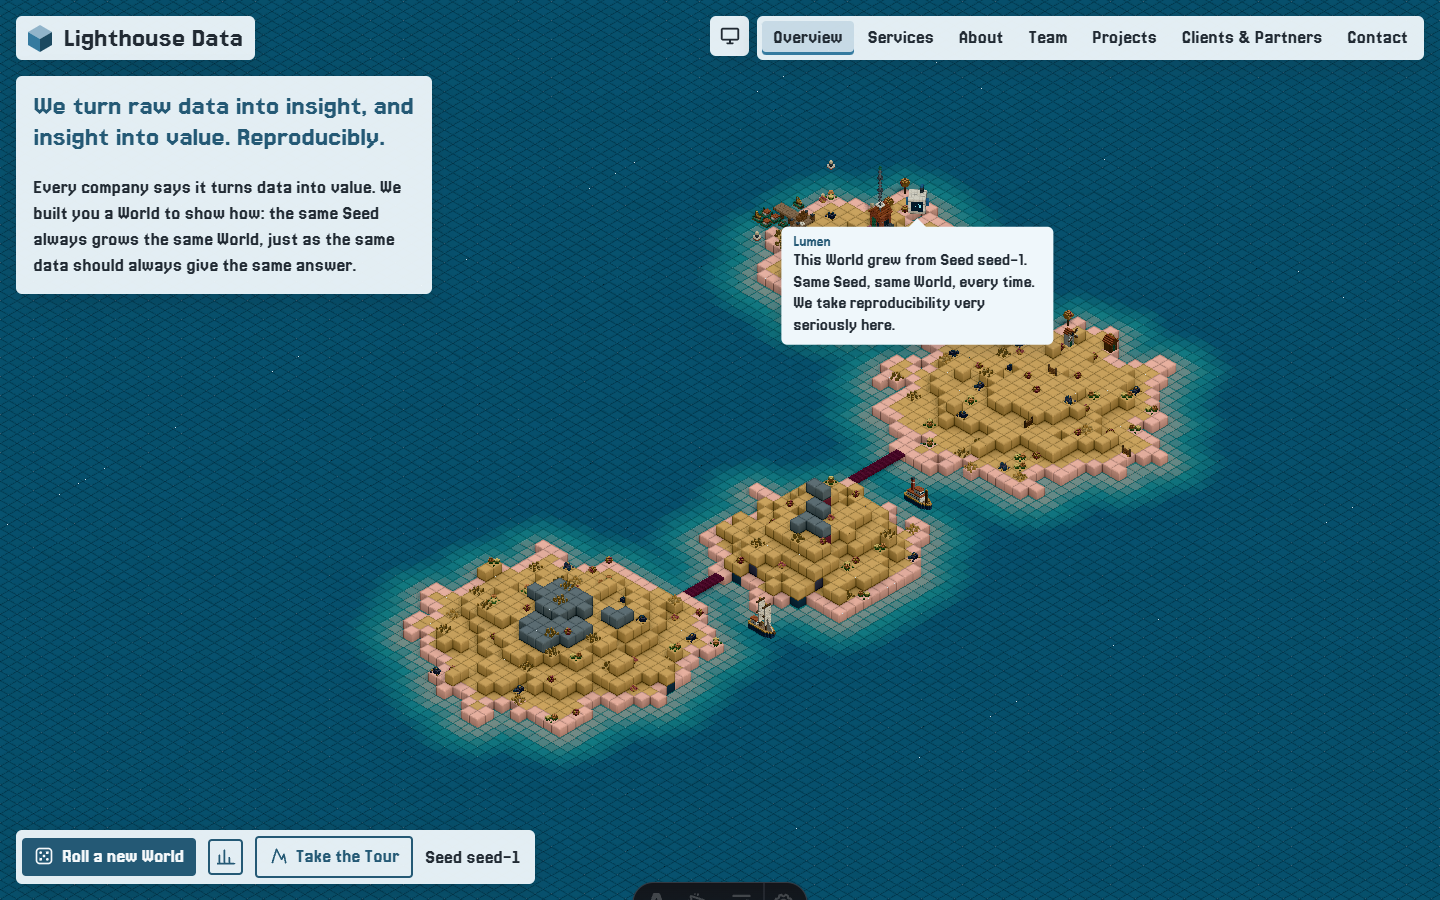 Lighthouse Data
Overview
Services
About
Team
Projects
Clients & Partners
Contact
We turn raw data into insight, and
insight into value. Reproducibly.
Every company says it turns data into value. We
built you a World to show how: the same Seed
always grows the same World, just as the same
data should always give the same answer.
Lumen
This World grew from Seed seed-1.
Same Seed, same World, every time.
We take reproducibility very
seriously here.
Roll a new World
Take the Tour
Seed seed-1